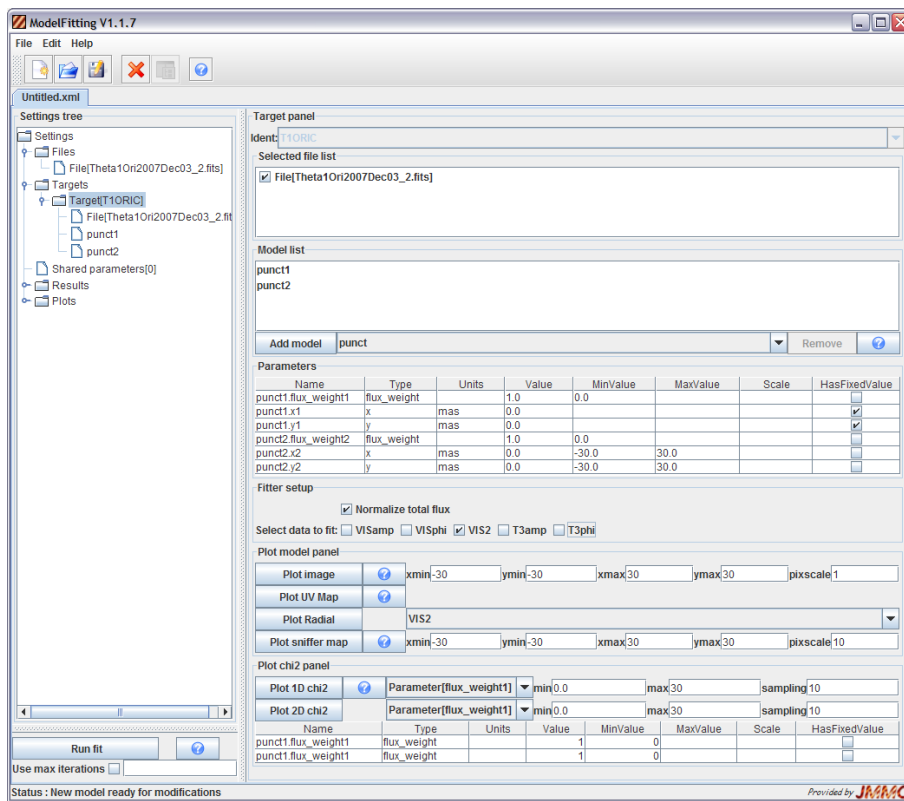 ModelFitting V1.1.7
File Edit Help
Untitled.xml
Settings tree
Settings
Files
File[Theta1Ori2007Dec03_2.fits]
Targets
Target[T1ORIC]
File[Theta1Ori2007Dec03_2.fit
punct1
punct2
Shared parameters[0]
Results
Plots
Run fit
Use max iterations
Target panel
Ident: T1ORIC
Selected file list
File[Theta1Ori2007Dec03_2.fits]
Model list
punct1
punct2
Add model punct Remove
Parameters
Name Type Units Value MinValue MaxValue Scale HasFixedValue
punct1.flux_weight1 flux_weight 1.0 0.0
punct1.x1 x mas 0.0
punct1.y1 y mas 0.0
punct2.flux_weight2 flux_weight 1.0 0.0
punct2.x2 x mas 0.0 -30.0 30.0
punct2.y2 y mas 0.0 -30.0 30.0
Fitter setup
Normalize total flux
Select data to fit: VISamp VISphi VIS2 T3amp T3phi
Plot model panel
Plot image xmin -30 ymin -30 xmax 30 ymax 30 pixscale 1
Plot UV Map
Plot Radial VIS2
Plot sniffer map xmin -30 ymin -30 xmax 30 ymax 30 pixscale 10
Plot chi2 panel
Plot 1D chi2 Parameter[flux_weight1] min 0.0 max 30 sampling 10
Plot 2D chi2 Parameter[flux_weight1] min 0.0 max 30 sampling 10
Name Type Units Value MinValue MaxValue Scale HasFixedValue
punct1.flux_weight1 flux_weight 1 0
punct1.flux_weight1 flux_weight 1 0
Status : New model ready for modifications
Provided by JMMC